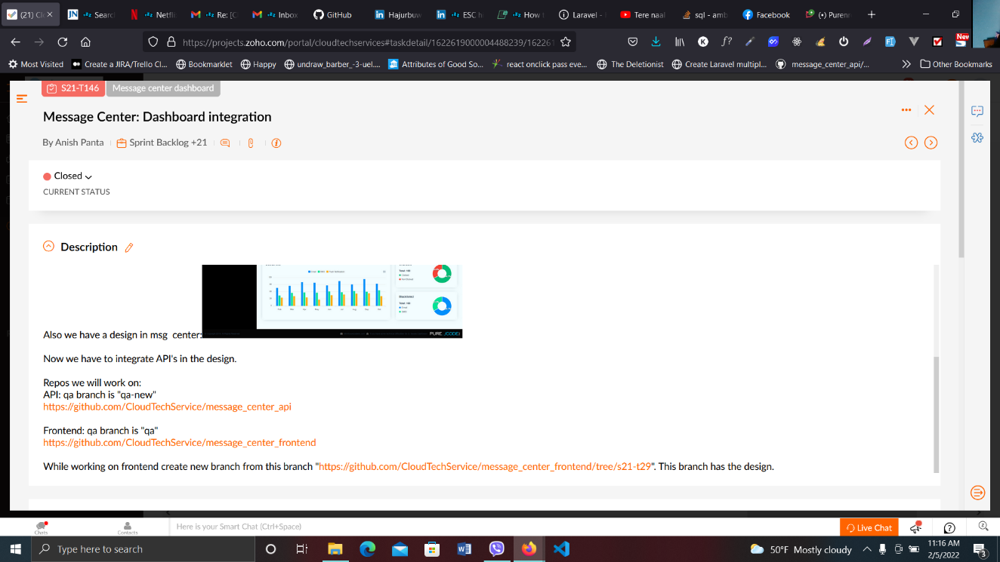 (21) Cl
Search
Netfli
Re: [C
Inbox
GitHub
Hajurbuw
ESC h
How t
Laravel -
Tere naal
sql - amb
Facebook
(•) Puren
https://projects.zoho.com/portal/cloudtechservices#taskdetail/1622619000004488239/16226
New
Most Visited
Create a JIRA/Trello Cl...
Bookmarklet
Happy
undraw_barber_-3-uel....
Attributes of Good So...
react onclick pass eve...
The Deletionist
Create Laravel multipl...
message_center_api/...
Other Bookmarks
S21-T146
Message center dashboard
Message Center: Dashboard integration
By Anish Panta
Sprint Backlog +21
Closed
CURRENT STATUS
Description
Total: 100
Blacklisted
Total: 100
PURE
Also we have a design in msg center:
Now we have to integrate API's in the design.
Repos we will work on:
API: qa branch is "qa-new"
https://github.com/CloudTechService/message_center_api
Frontend: qa branch is "qa"
https://github.com/CloudTechService/message_center_frontend
While working on frontend create new branch from this branch "https://github.com/CloudTechService/message_center_frontend/tree/s21-t29". This branch has the design.
Chats
Contacts
Here is your Smart Chat (Ctrl+Space)
Live Chat
Type here to search
50°F Mostly cloudy
11:16 AM
2/5/2022
3